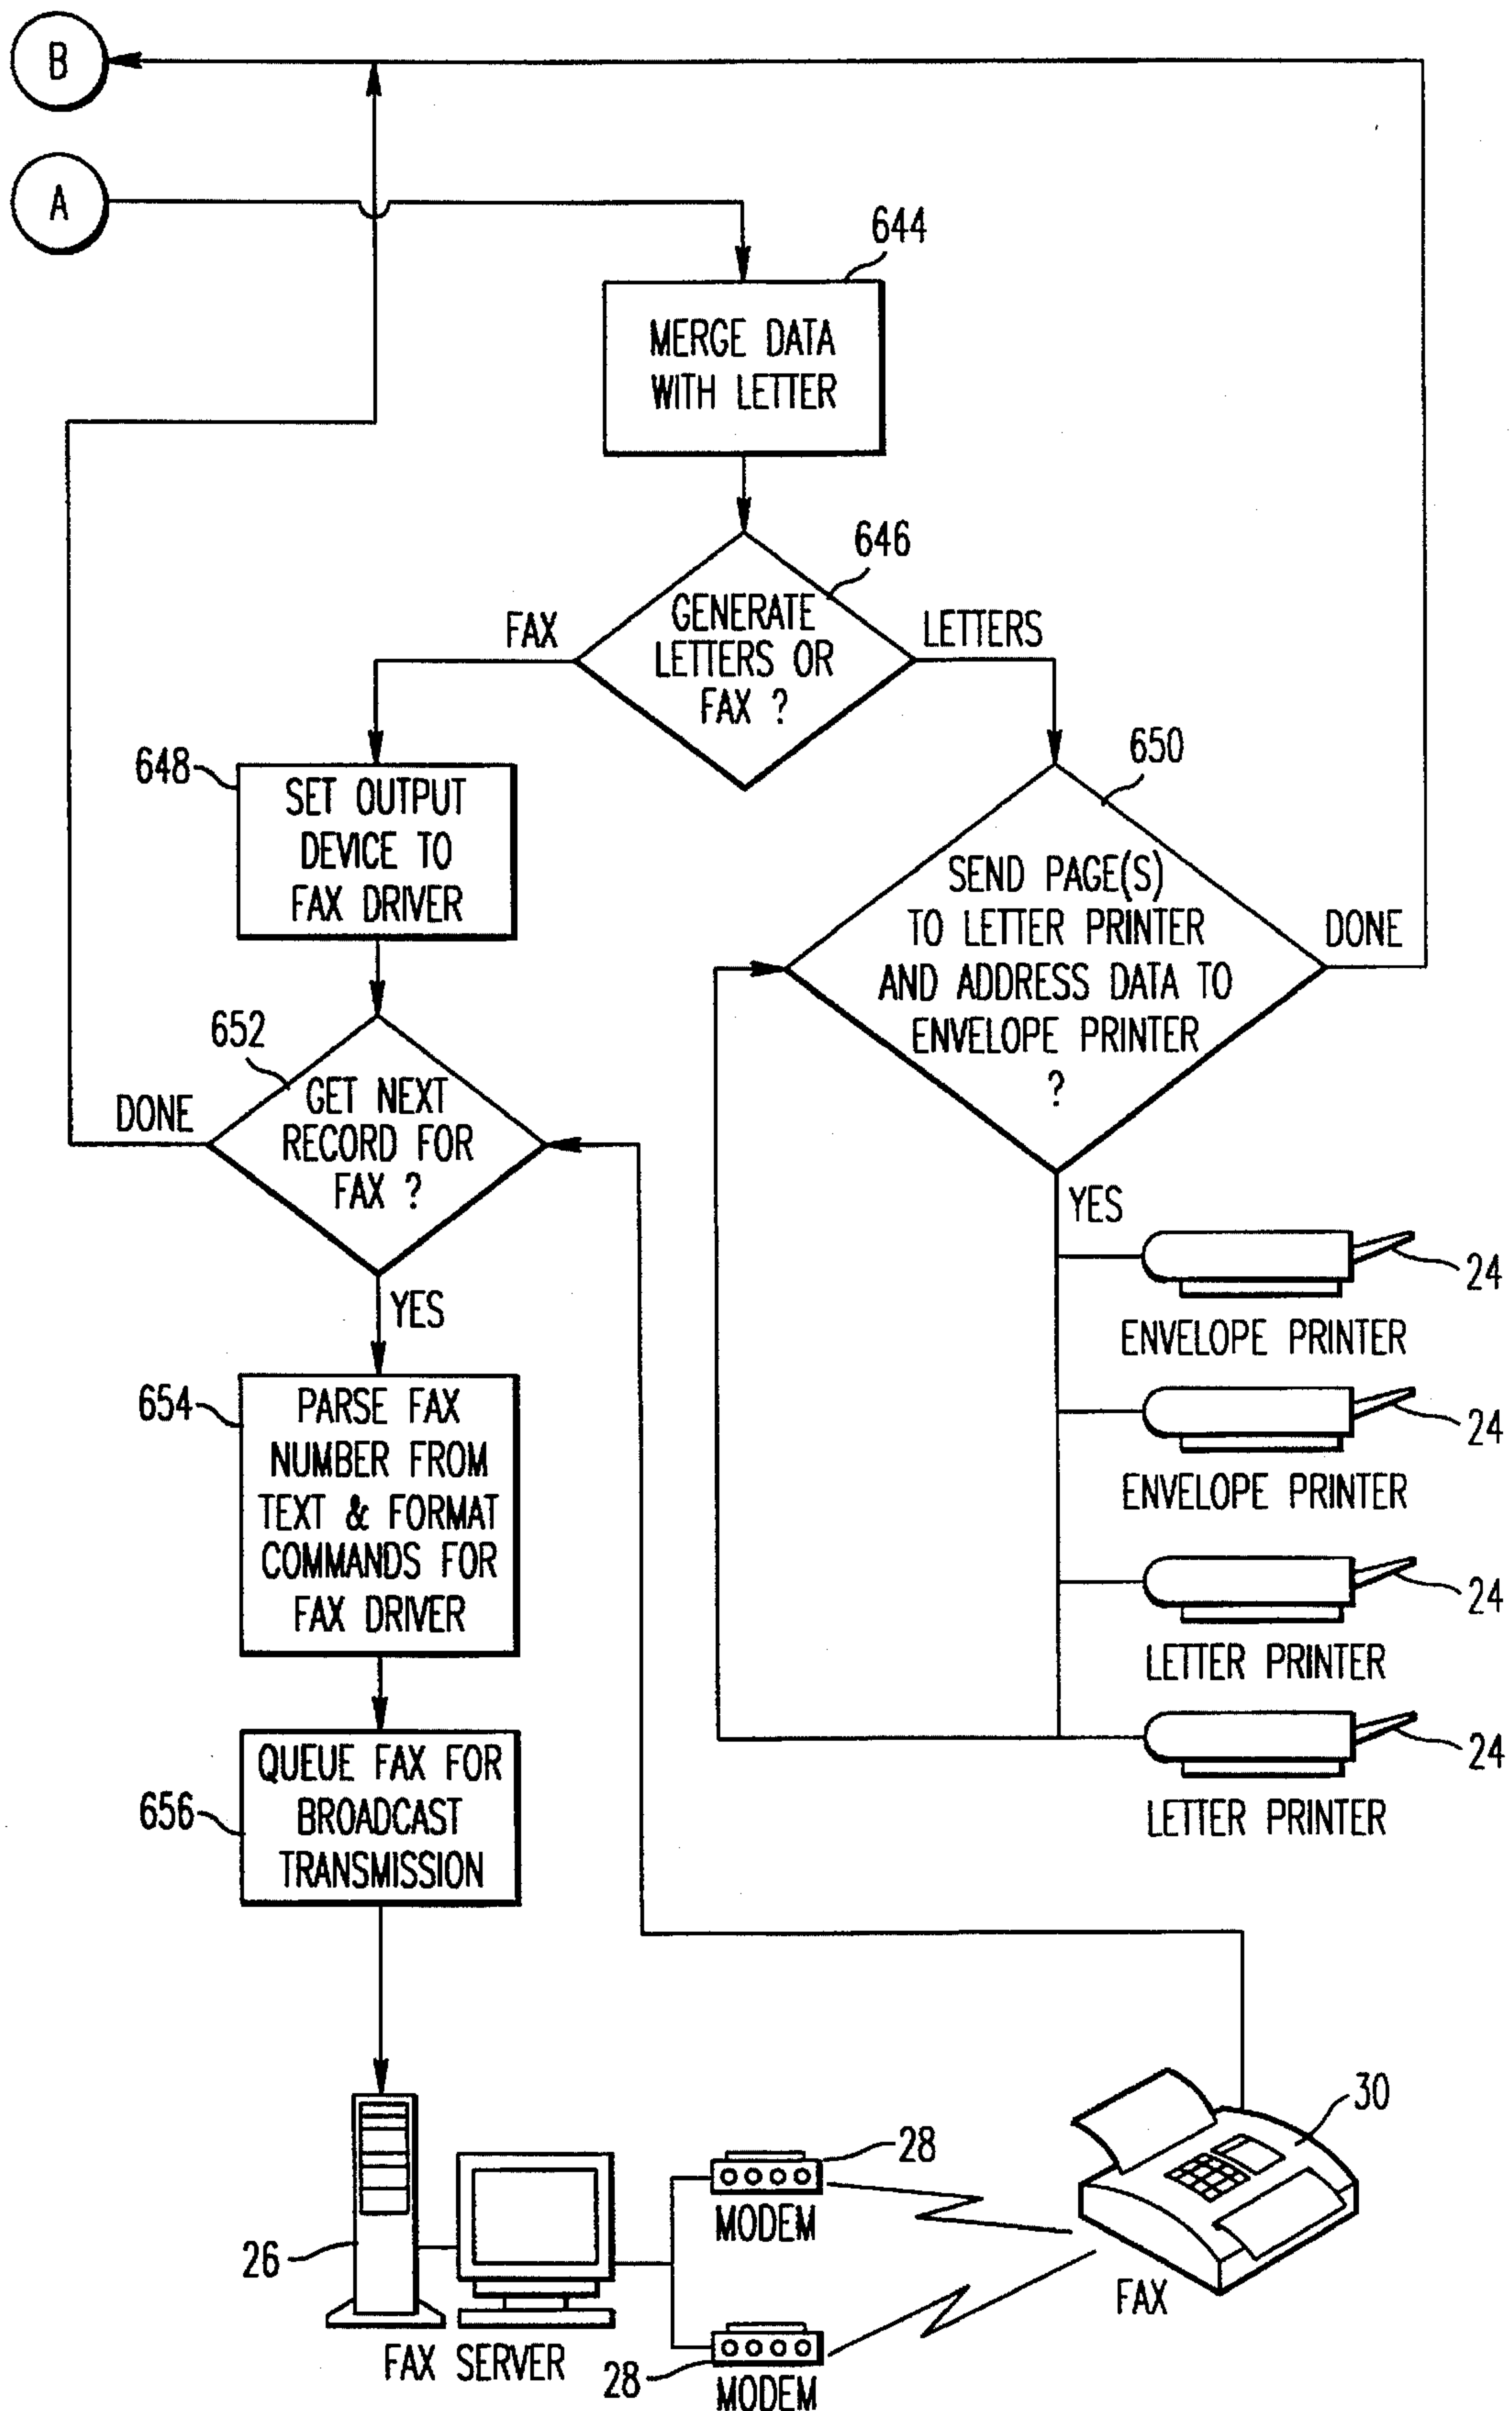 B
A
644
MERGE DATA
WITH LETTER
646
GENERATE
LETTERS OR
FAX ?
FAX
LETTERS
648
SET OUTPUT
DEVICE TO
FAX DRIVER
650
SEND PAGE(S)
TO LETTER PRINTER
AND ADDRESS DATA TO
ENVELOPE PRINTER
?
DONE
YES
652
GET NEXT
RECORD FOR
FAX ?
DONE
YES
24
ENVELOPE PRINTER
24
ENVELOPE PRINTER
24
LETTER PRINTER
24
LETTER PRINTER
654
PARSE FAX
NUMBER FROM
TEXT & FORMAT
COMMANDS FOR
FAX DRIVER
656
QUEUE FAX FOR
BROADCAST
TRANSMISSION
26
FAX SERVER
28
MODEM
28
MODEM
30
FAX